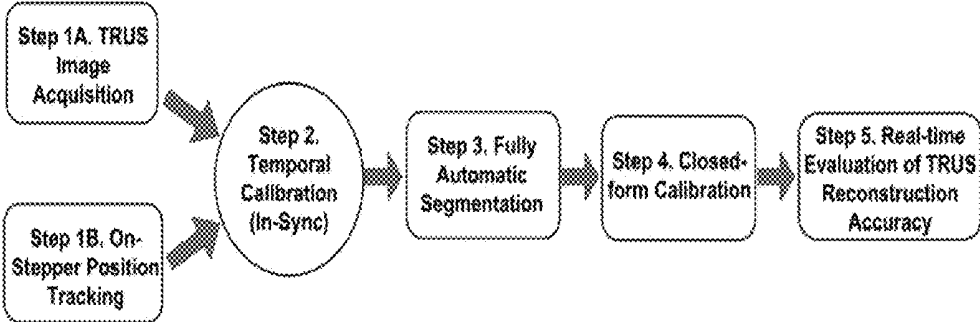 Step 1A. TRUS
Image
Acquisition
Step 1B. On-
Stepper Position
Tracking
Step 2.
Temporal
Calibration
(In-Sync)
Step 3. Fully
Automatic
Segmentation
Step 4. Closed-
form Calibration
Step 5. Real-time
Evaluation of TRUS
Reconstruction
Accuracy